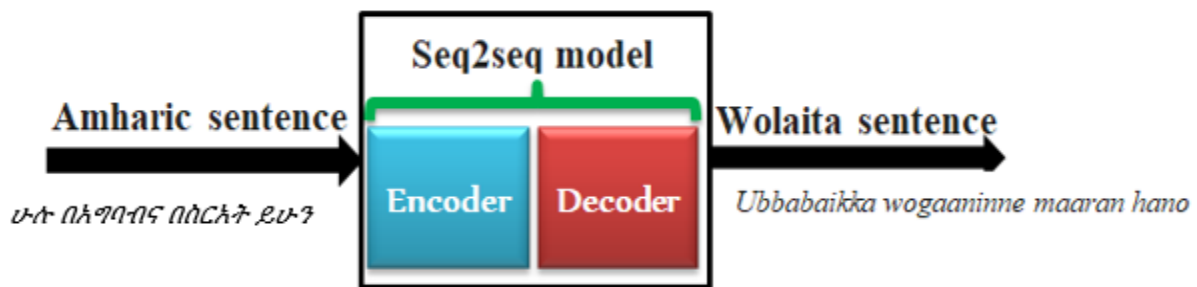 Seq2seq model
Amharic sentence
Wolaita sentence
Encoder
Decoder
ሁሉ በአግባብና በስርአት ይሁን
Ubbabaikka wogaaninne maaran hano